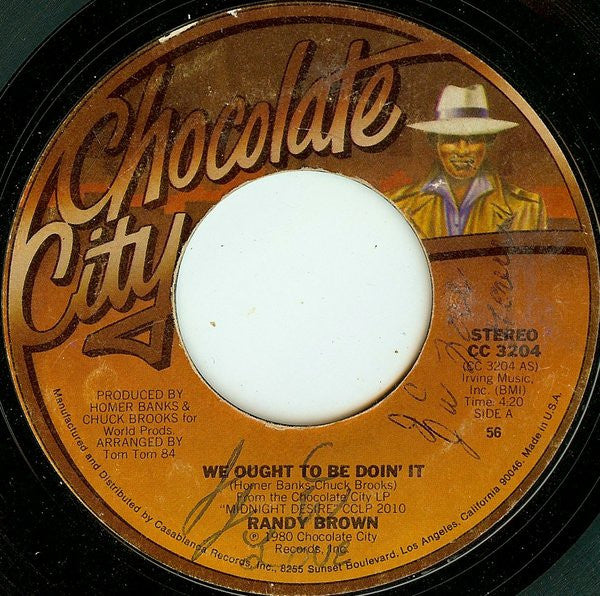 Chocolate
City
STEREO
CC 3204
(CC 3204 AS)
Irving Music,
Inc. (BMI)
Time: 4:20
SIDE A
56
PRODUCED BY
HOMER BANKS &
CHUCK BROOKS for
World Prods.
ARRANGED BY
Tom Tom 84
WE OUGHT TO BE DOIN' IT
(Homer Banks-Chuck Brooks)
From the Chocolate City LP
"MIDNIGHT DESIRE" CCLP 2010
RANDY BROWN
℗ 1980 Chocolate City
Records, Inc.
Manufactured and Distributed by Casablanca Records, Inc., 8255 Sunset Boulevard, Los Angeles, California 90046. Made in U.S.A.